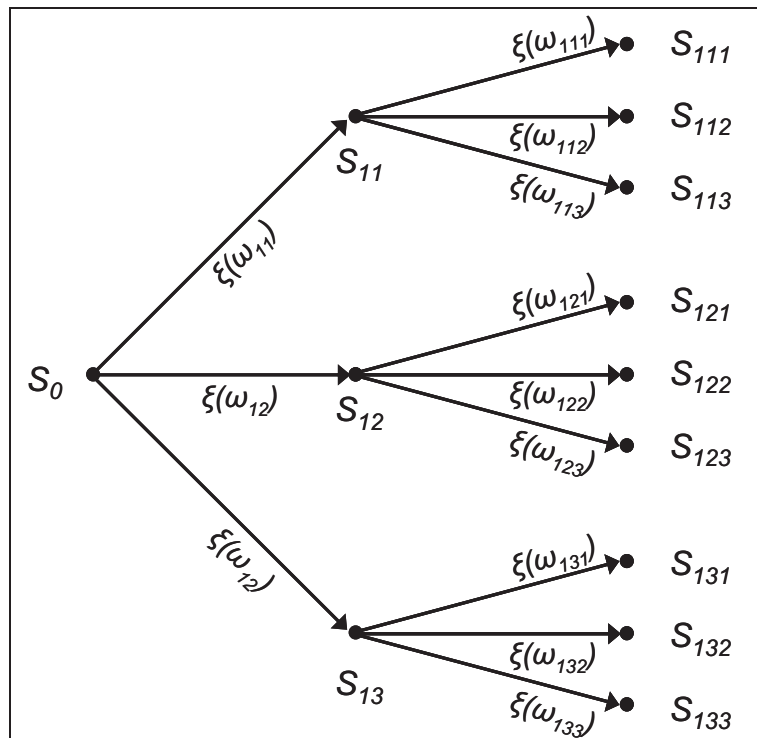 ξ(ω111) S111
S11 ξ(ω112) S112
ξ(ω113) S113
ξ(ω11)
ξ(ω121) S121
S0 ξ(ω12) S12 ξ(ω122) S122
ξ(ω123) S123
ξ(ω12)
ξ(ω131) S131
S13 ξ(ω132) S132
ξ(ω133) S133